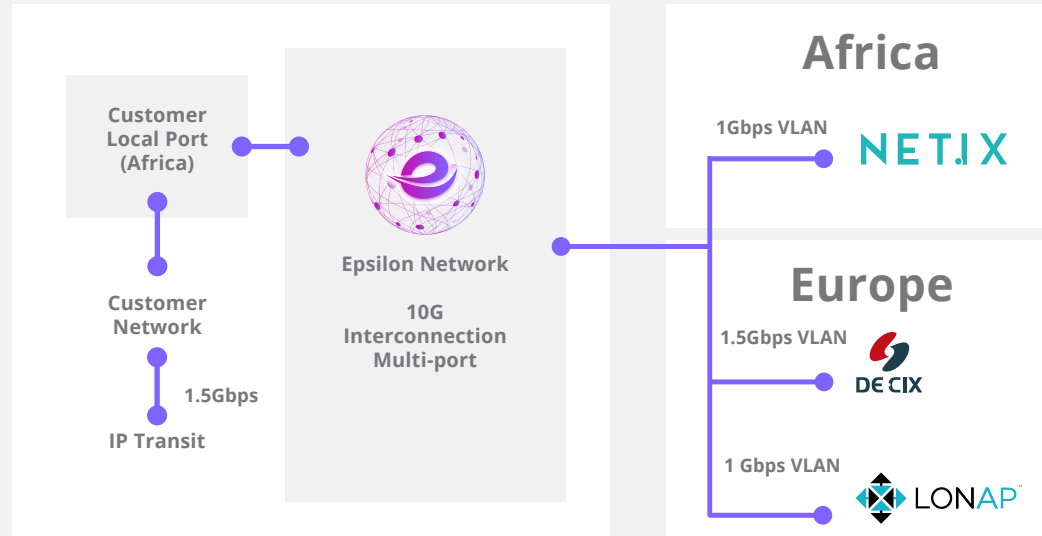 Customer
Local Port
(Africa)
Customer
Network
1.5Gbps
IP Transit
Epsilon Network
10G
Interconnection
Multi-port
Africa
1Gbps VLAN
NET.IX
Europe
1.5Gbps VLAN
DE CIX
1 Gbps VLAN
LONAP™